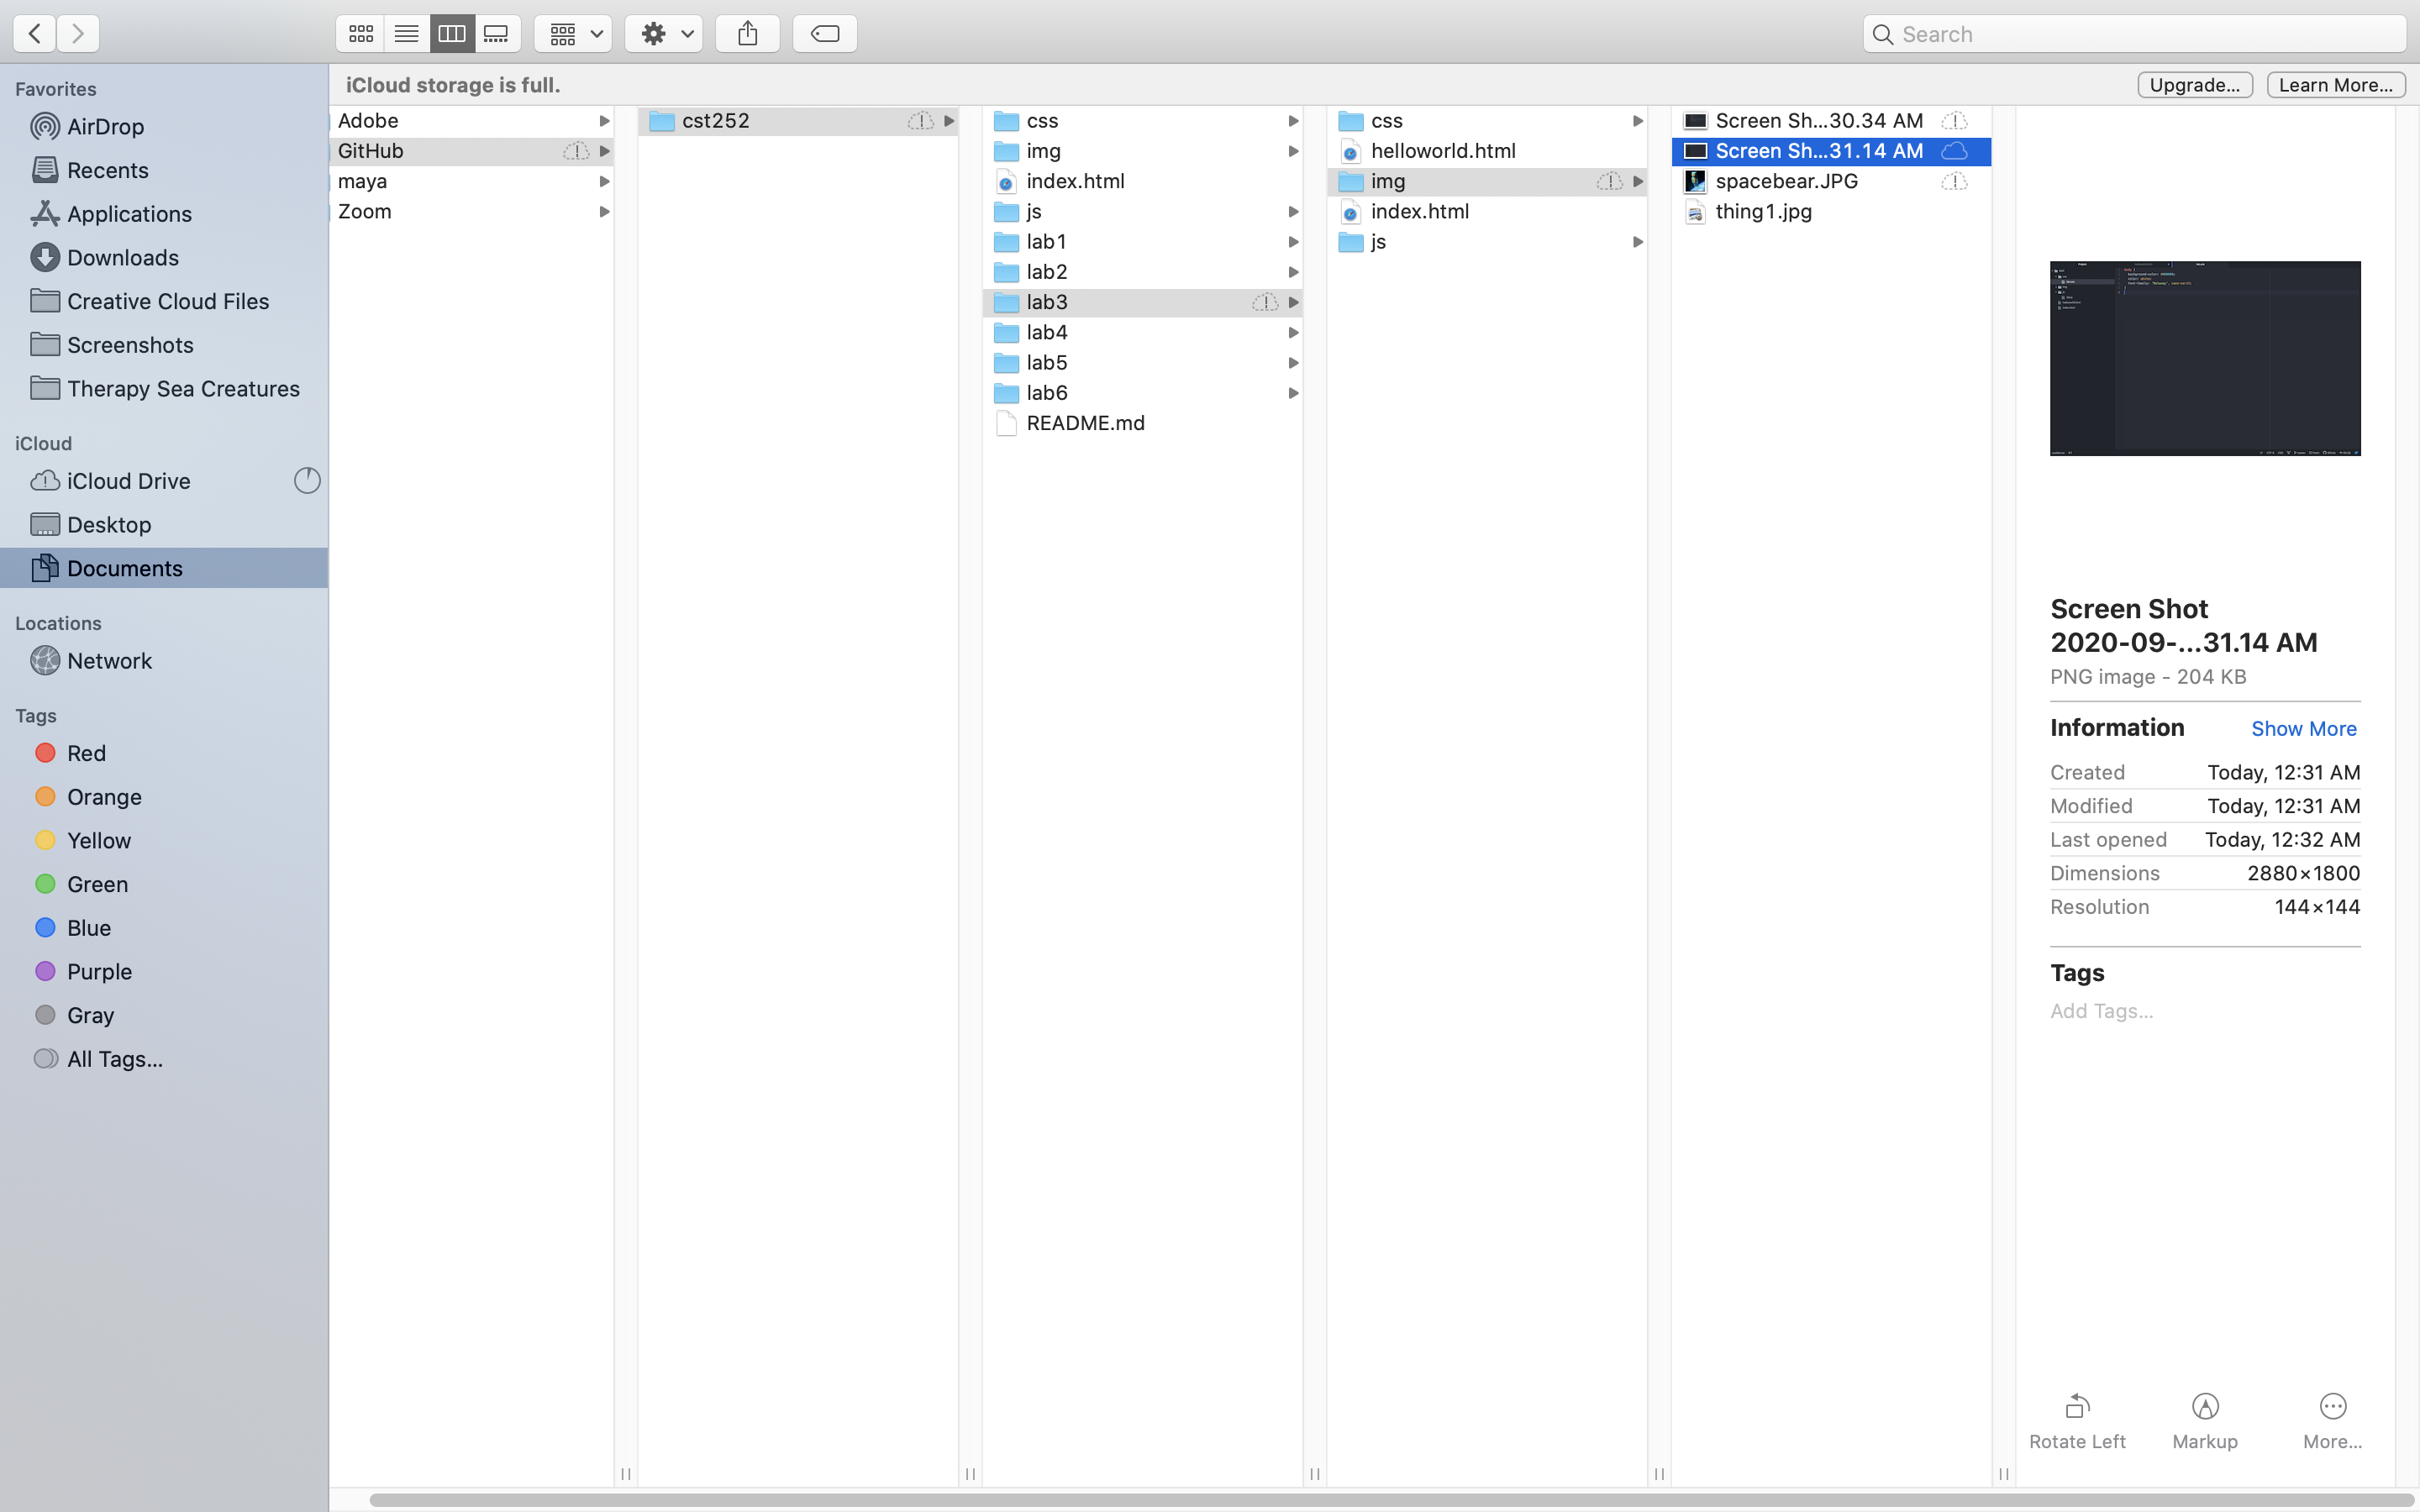 Search
Favorites
AirDrop
Recents
Applications
Downloads
Creative Cloud Files
Screenshots
Therapy Sea Creatures
iCloud
iCloud Drive
Desktop
Documents
Locations
Network
Tags
Red
Orange
Yellow
Green
Blue
Purple
Gray
All Tags...
iCloud storage is full.
Upgrade...
Learn More...
Adobe
GitHub
maya
Zoom
cst252
css
img
index.html
js
lab1
lab2
lab3
lab4
lab5
lab6
README.md
css
helloworld.html
img
index.html
js
Screen Sh...30.34 AM
Screen Sh...31.14 AM
spacebear.JPG
thing1.jpg
Screen Shot
2020-09-...31.14 AM
PNG image - 204 KB
Information Show More
Created Today, 12:31 AM
Modified Today, 12:31 AM
Last opened Today, 12:32 AM
Dimensions 2880×1800
Resolution 144×144
Tags
Add Tags...
Rotate Left
Markup
More...